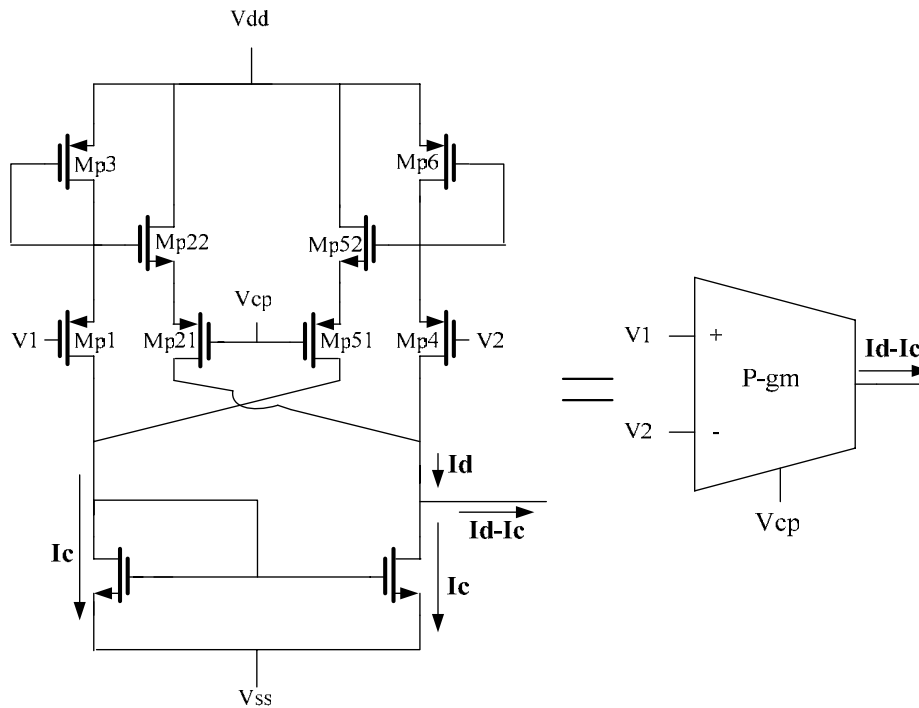 Vdd
Mp3
Mp6
Mp22
Mp52
Vcp
V1
Mp1
Mp21
Mp51
Mp4
V2
V1
+
Id-Ic
P-gm
V2
-
Id
Vcp
Id-Ic
Ic
Ic
Vss